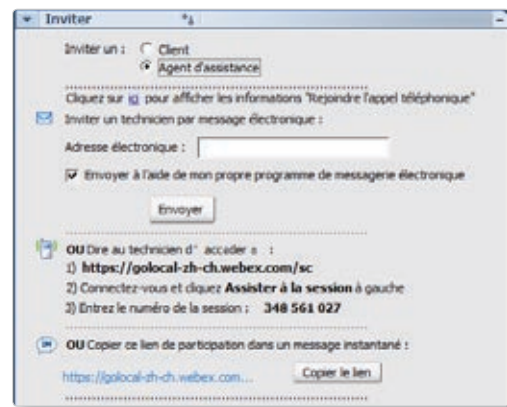 Inviter
Inviter un : Client
Agent d'assistance
Cliquez sur ici pour afficher les informations "Rejoindre l'appel téléphonique"
Inviter un technicien par message électronique :
Adresse électronique :
Envoyer à l'aide de mon propre programme de messagerie électronique
Envoyer
OU Dire au technicien d' acceder a :
1) https://golocal-zh-ch.webex.com/sc
2) Connectez-vous et cliquez Assister à la session à gauche
3) Entrez le numéro de la session : 348 561 027
OU Copier ce lien de participation dans un message instantané :
https://golocal-zh-ch.webex.com... Copier le lien